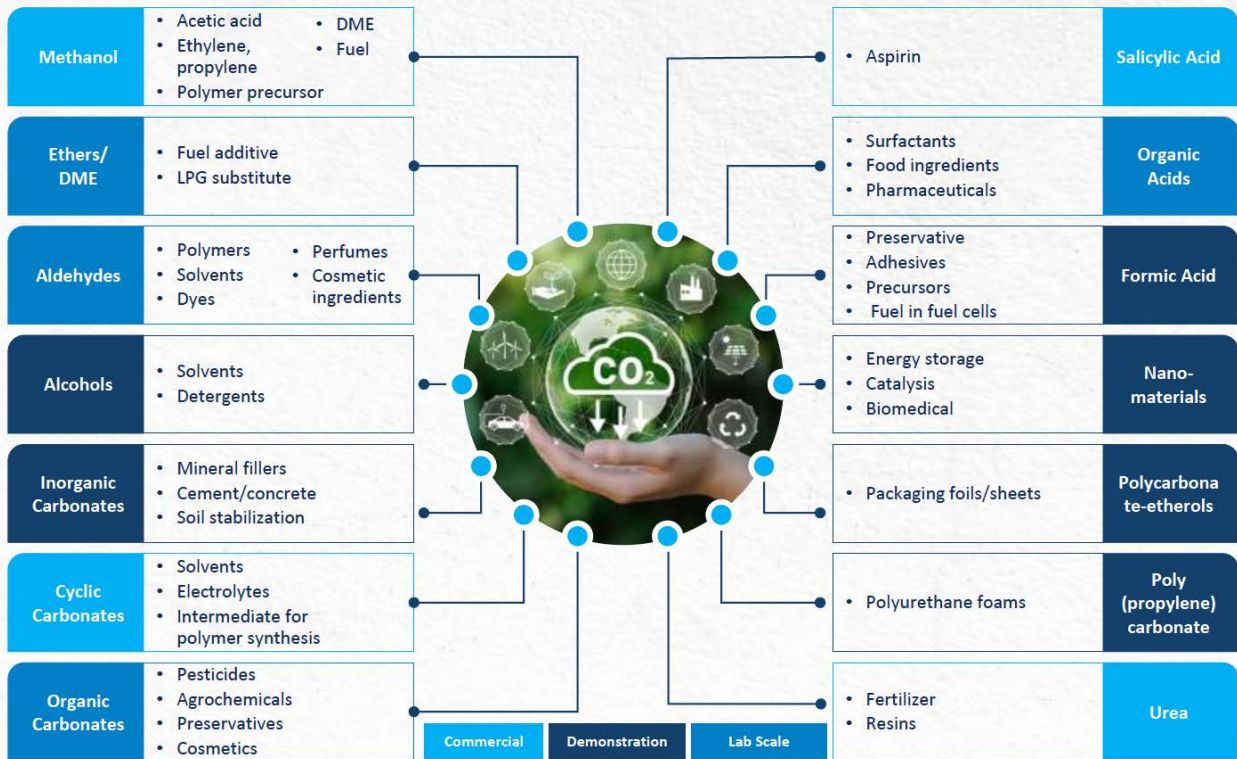 Methanol
• Acetic acid
• Ethylene,
propylene
• Polymer precursor
• DME
• Fuel
Ethers/
DME
• Fuel additive
• LPG substitute
Aldehydes
• Polymers
• Solvents
• Dyes
• Perfumes
• Cosmetic
ingredients
Alcohols
• Solvents
• Detergents
Inorganic
Carbonates
• Mineral fillers
• Cement/concrete
• Soil stabilization
Cyclic
Carbonates
• Solvents
• Electrolytes
• Intermediate for
polymer synthesis
Organic
Carbonates
• Pesticides
• Agrochemicals
• Preservatives
• Cosmetics
CO₂
• Aspirin
Salicylic Acid
• Surfactants
• Food ingredients
• Pharmaceuticals
Organic
Acids
• Preservative
• Adhesives
• Precursors
• Fuel in fuel cells
Formic Acid
• Energy storage
• Catalysis
• Biomedical
Nano-
materials
• Packaging foils/sheets
Polycarbona
te-etherols
• Polyurethane foams
Poly
(propylene)
carbonate
• Fertilizer
• Resins
Urea
Commercial
Demonstration
Lab Scale